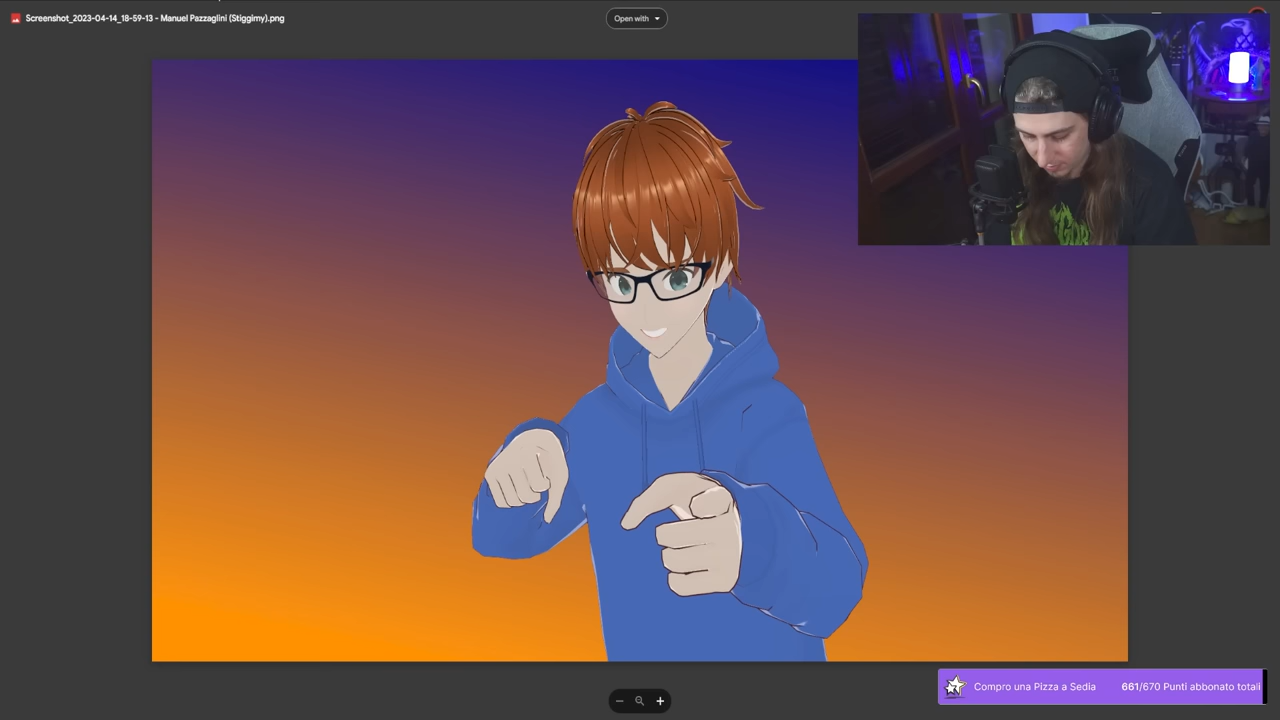 Screenshot_2023-04-14_18-59-13 - Manuel Pazzaglini (Stiggimy).png
Open with
Compro una Pizza a Sedia 661/670 Punti abbonato totali